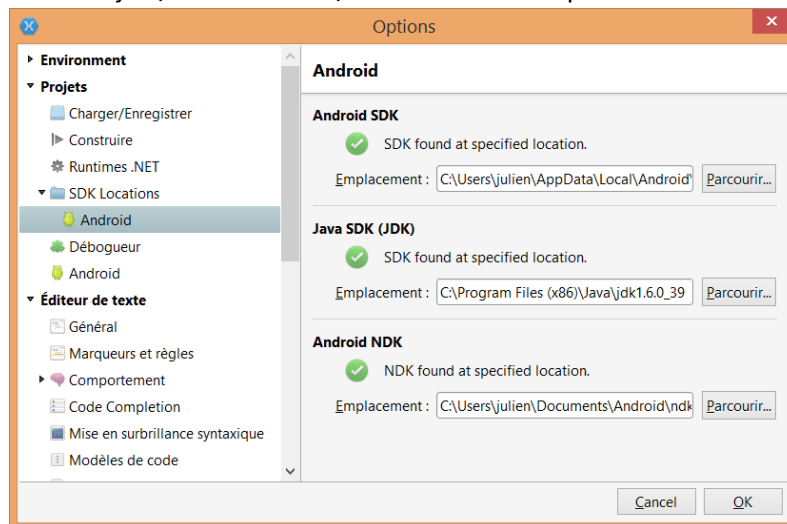 Options
Environment
Projets
Charger/Enregistrer
Construire
Runtimes .NET
SDK Locations
Android
Débogueur
Android
Éditeur de texte
Général
Marqueurs et règles
Comportement
Code Completion
Mise en surbrillance syntaxique
Modèles de code
Android
Android SDK
SDK found at specified location.
Emplacement : C:\Users\julien\AppData\Local\Android\ Parcourir...
Java SDK (JDK)
SDK found at specified location.
Emplacement : C:\Program Files (x86)\Java\jdk1.6.0_39 Parcourir...
Android NDK
NDK found at specified location.
Emplacement : C:\Users\julien\Documents\Android\ndk Parcourir...
Cancel OK